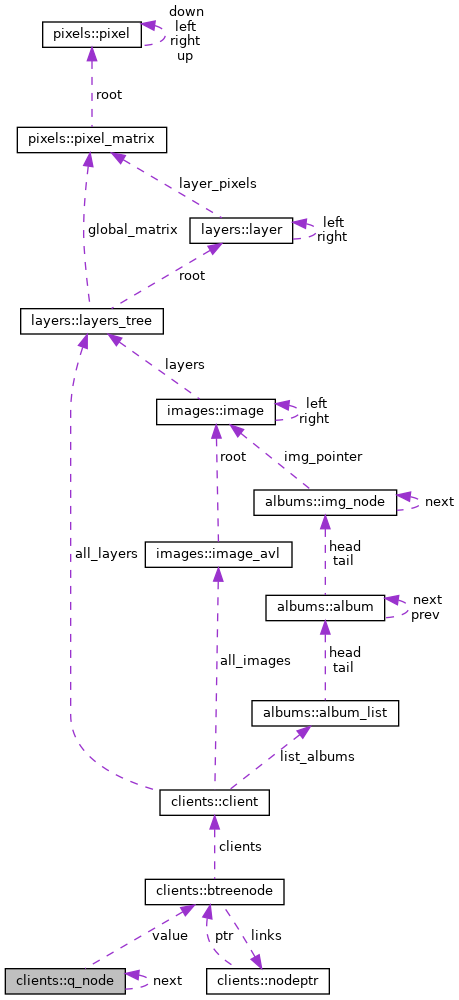 down
left
pixels::pixel
right
up
root
pixels::pixel_matrix
layer_pixels
global_matrix
layers::layer
left
right
root
layers::layers_tree
layers
images::image
left
right
root
img_pointer
albums::img_node
next
all_layers
images::image_avl
head
tail
albums::album
next
prev
all_images
head
tail
albums::album_list
list_albums
clients::client
clients
clients::btreenode
value
ptr
links
clients::q_node
next
clients::nodeptr